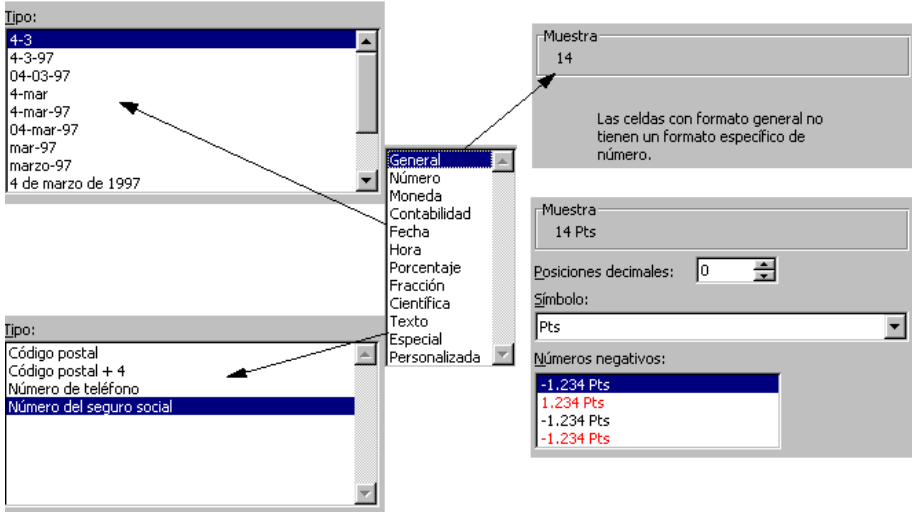 Tipo:
4-3
4-3-97
04-03-97
4-mar
4-mar-97
04-mar-97
mar-97
marzo-97
4 de marzo de 1997
Muestra
14
Las celdas con formato general no
tienen un formato específico de
número.
General
Número
Moneda
Contabilidad
Fecha
Hora
Porcentaje
Fracción
Científica
Texto
Especial
Personalizada
Muestra
14 Pts
Posiciones decimales: 0
Símbolo:
Pts
Números negativos:
-1.234 Pts
1.234 Pts
-1.234 Pts
-1.234 Pts
Tipo:
Código postal
Código postal + 4
Número de teléfono
Número del seguro social